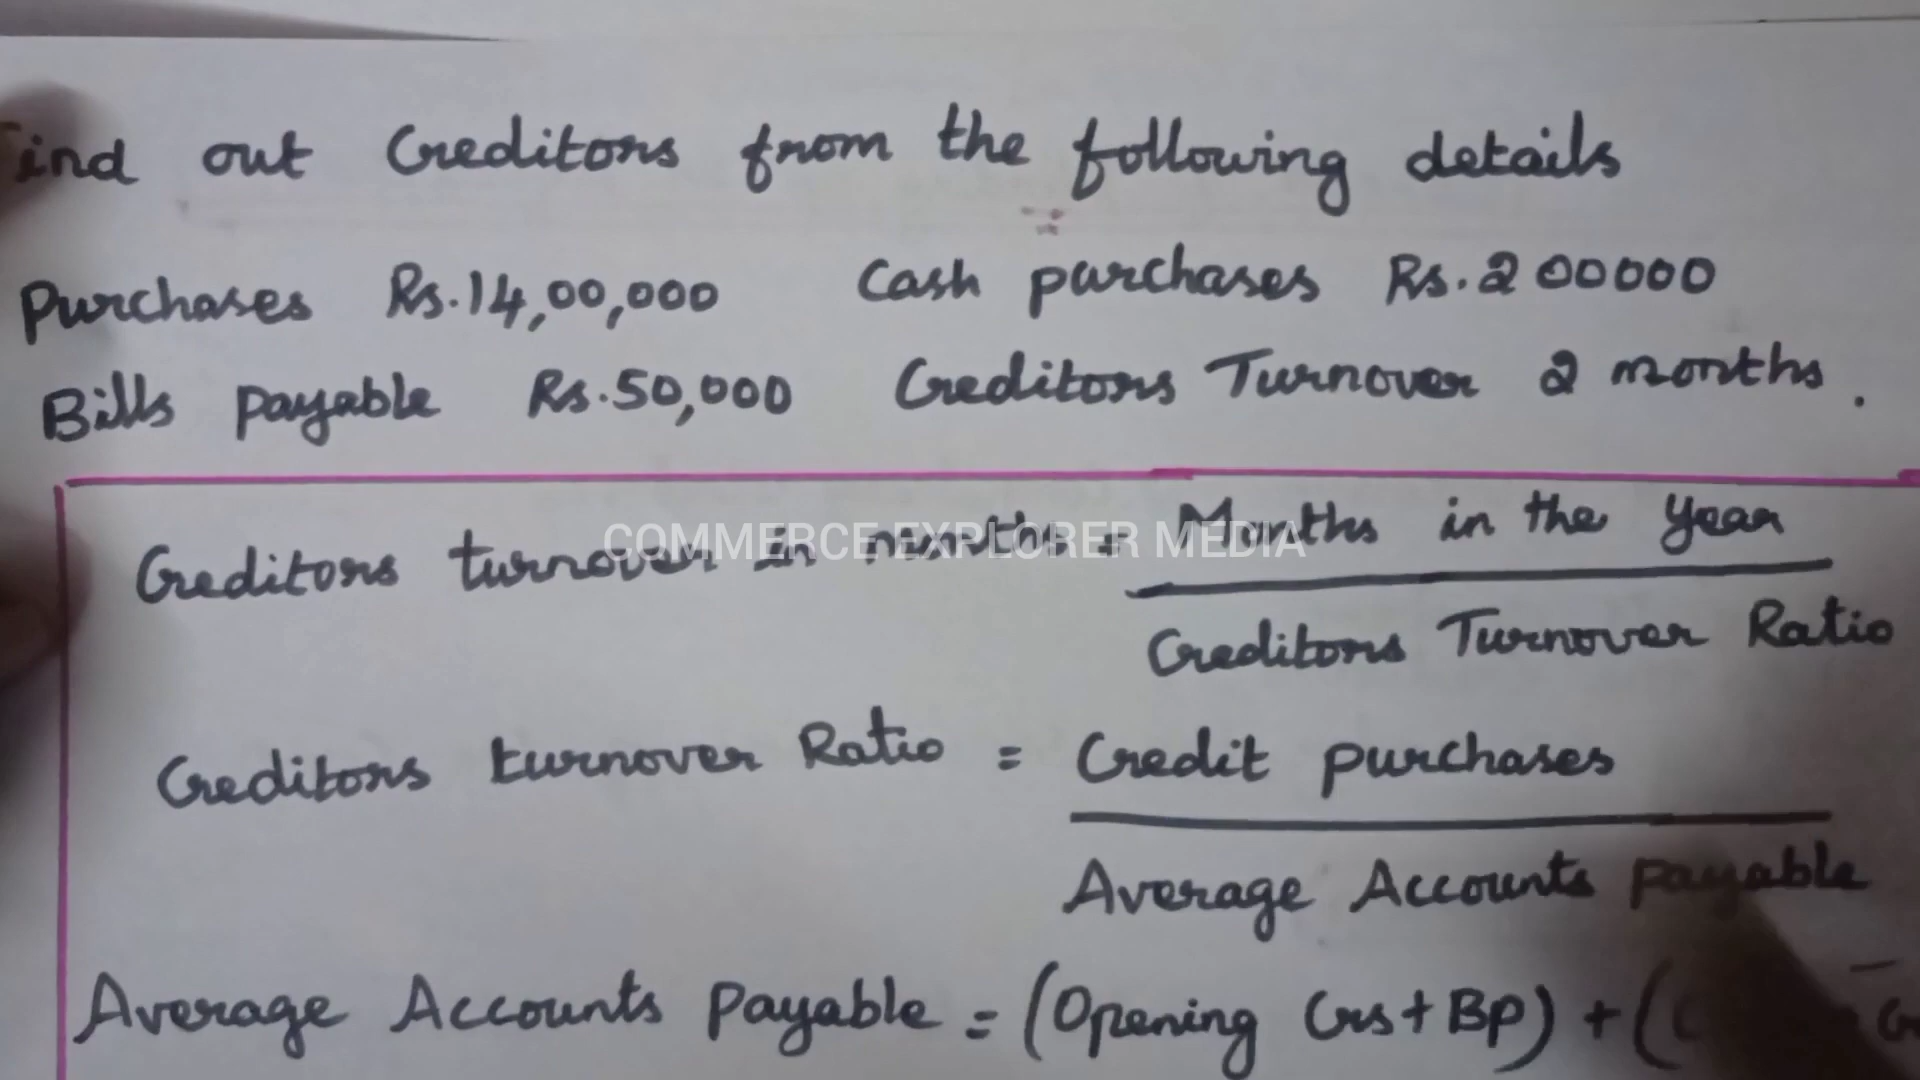 ind out Creditors from the following details
Purchases Rs.14,00,000 Cash purchases Rs.200000
Bills payable Rs.50,000 Creditors Turnover 2 months.
COMMERCE EXPLORER MEDIA
Creditors turnover in months = Months in the Year
Creditors Turnover Ratio
Creditors turnover Ratio = Credit purchases
Average Accounts payable
Average Accounts Payable = (Opening Crs + Bp) + (